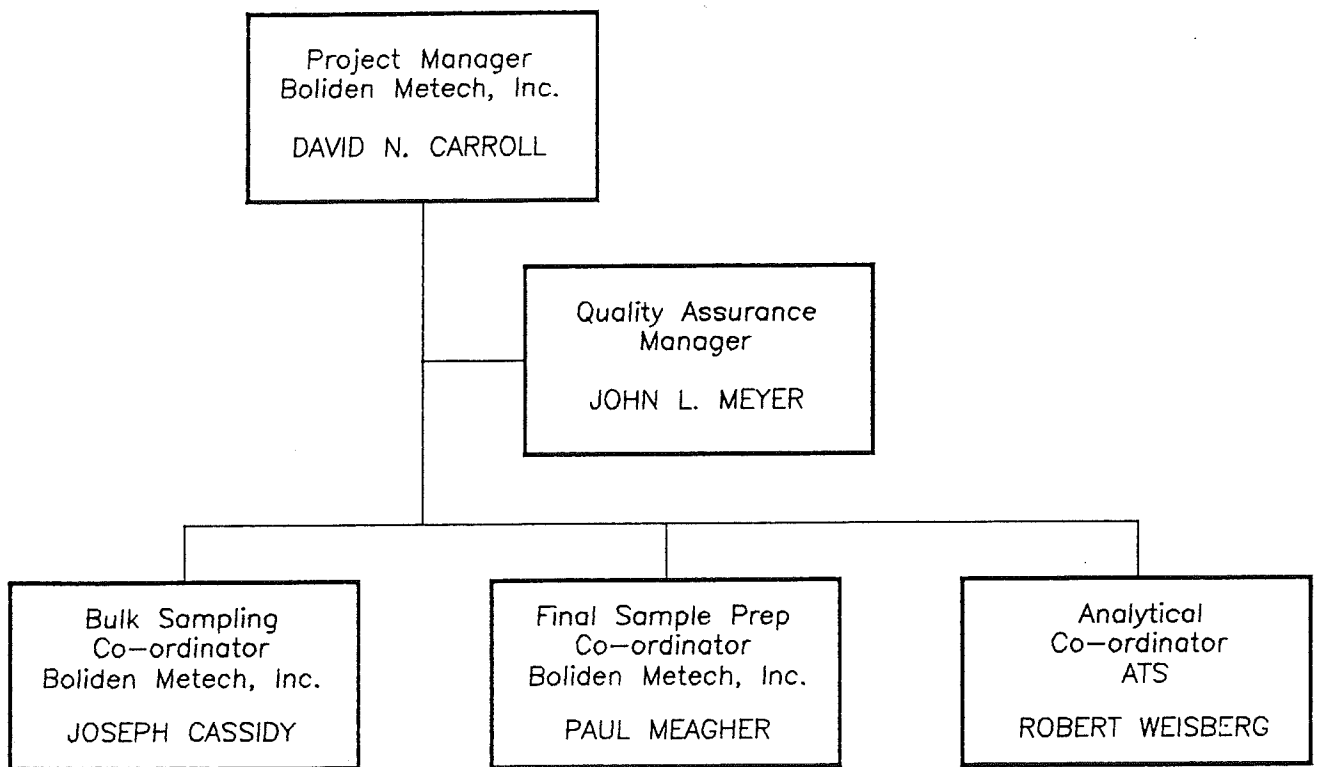 Project Manager
Boliden Metech, Inc.
DAVID N. CARROLL
Quality Assurance
Manager
JOHN L. MEYER
Bulk Sampling
Co-ordinator
Boliden Metech, Inc.
JOSEPH CASSIDY
Final Sample Prep
Co-ordinator
Boliden Metech, Inc.
PAUL MEAGHER
Analytical
Co-ordinator
ATS
ROBERT WEISBERG